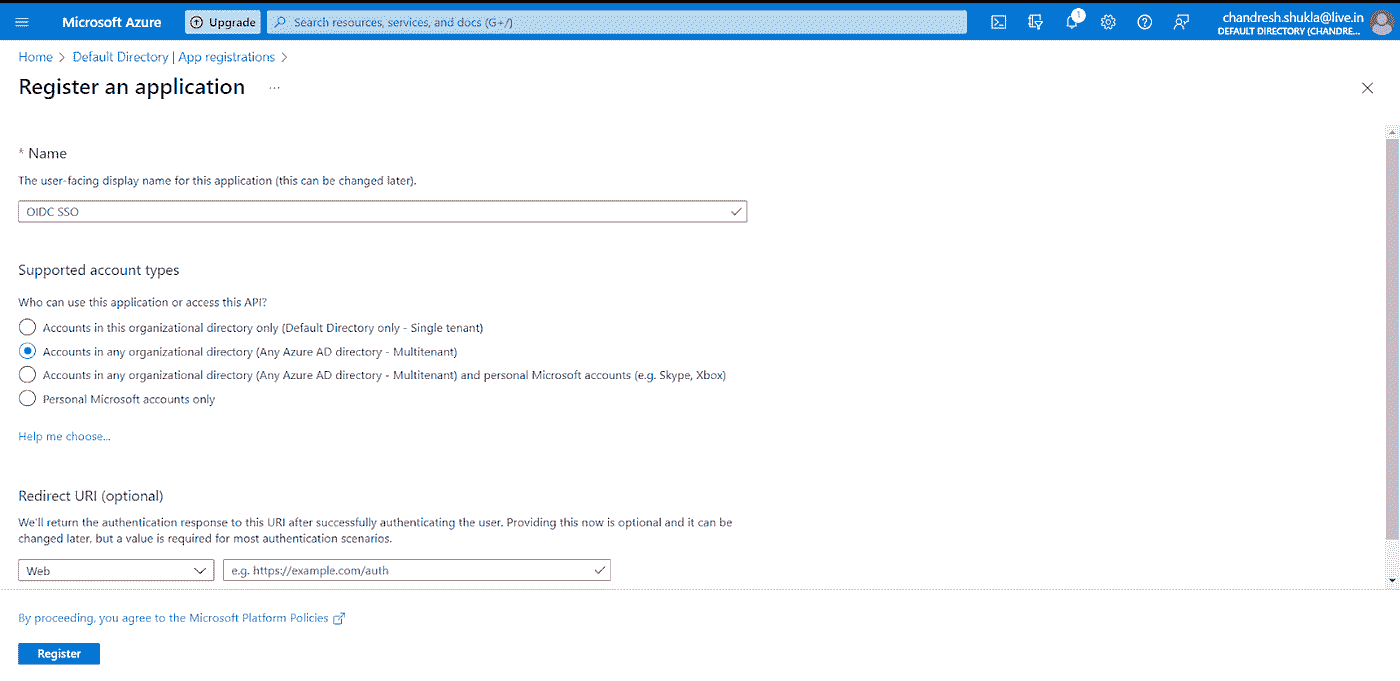 Microsoft Azure
Upgrade
Search resources, services, and docs (G+/)
1
chandresh.shukla@live.in
DEFAULT DIRECTORY (CHANDRE...
Home > Default Directory | App registrations >
Register an application ...
* Name
The user-facing display name for this application (this can be changed later).
OIDC SSO
Supported account types
Who can use this application or access this API?
Accounts in this organizational directory only (Default Directory only - Single tenant)
Accounts in any organizational directory (Any Azure AD directory - Multitenant)
Accounts in any organizational directory (Any Azure AD directory - Multitenant) and personal Microsoft accounts (e.g. Skype, Xbox)
Personal Microsoft accounts only
Help me choose...
Redirect URI (optional)
We'll return the authentication response to this URI after successfully authenticating the user. Providing this now is optional and it can be
changed later, but a value is required for most authentication scenarios.
Web
e.g. https://example.com/auth
By proceeding, you agree to the Microsoft Platform Policies
Register